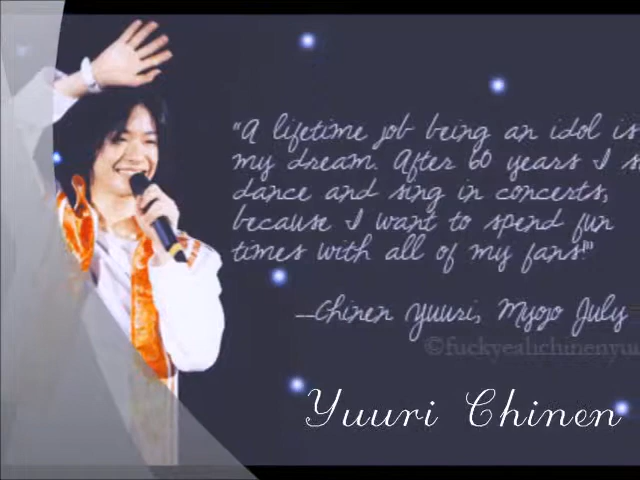 "A lifetime job being an idol is
my dream. After 60 years I
dance and sing in concerts,
because I want to spend fun
times with all of my fans!"
—Chinen Yuuri, Myojo July
©fuckyeahchinenyuu
Yuuri Chinen